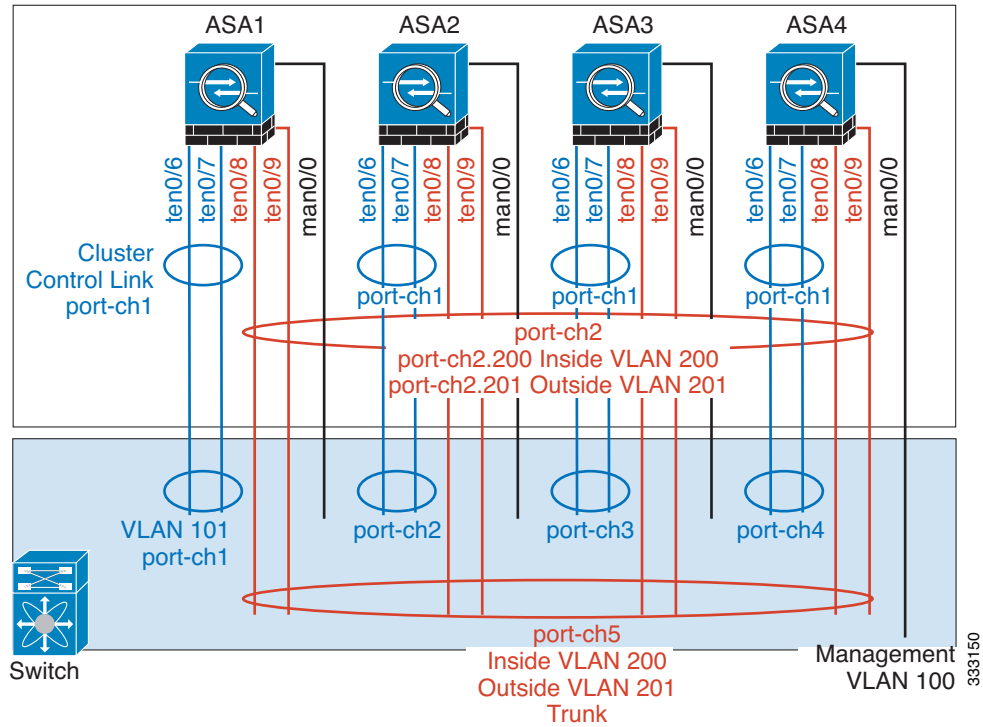 ASA1
ASA2
ASA3
ASA4
ten0/6
ten0/7
ten0/8
ten0/9
man0/0
ten0/6
ten0/7
ten0/8
ten0/9
man0/0
ten0/6
ten0/7
ten0/8
ten0/9
man0/0
ten0/6
ten0/7
ten0/8
ten0/9
man0/0
Cluster
Control Link
port-ch1
port-ch1
port-ch1
port-ch1
port-ch2
port-ch2.200 Inside VLAN 200
port-ch2.201 Outside VLAN 201
VLAN 101
port-ch1
port-ch2
port-ch3
port-ch4
Switch
port-ch5
Inside VLAN 200
Outside VLAN 201
Trunk
Management
VLAN 100
333150